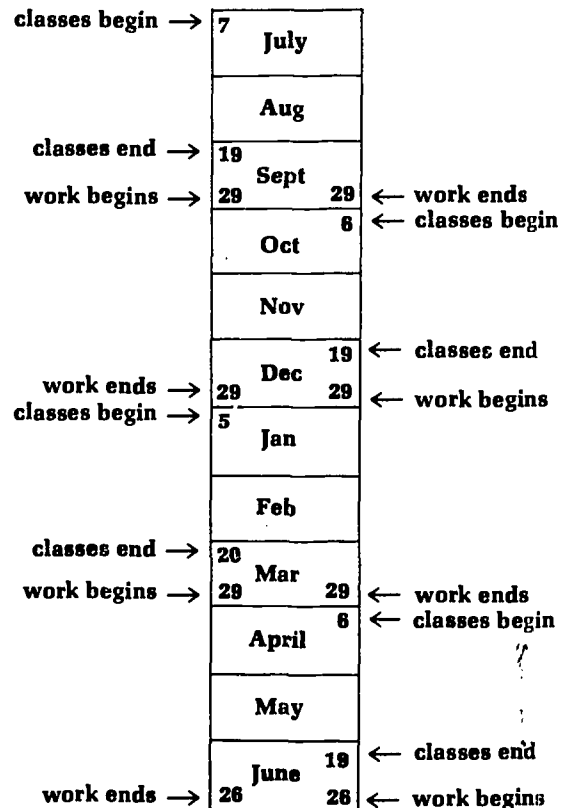 classes begin → 7
July
Aug
classes end → 19
Sept
work begins → 29 29 ← work ends
6 ← classes begin
Oct
Nov
19 ← classes end
Dec
work ends → 29 29 ← work begins
classes begin → 5
Jan
Feb
classes end → 20
Mar
work begins → 29 29 ← work ends
6 ← classes begin
April
May
June 19 ← classes end
work ends → 26 26 ← work begins